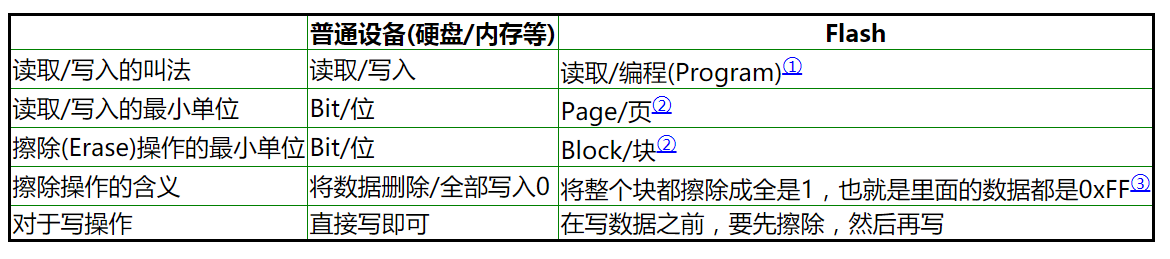 普通设备(硬盘/内存等) Flash
读取/写入的叫法 读取/写入 读取/编程(Program)①
读取/写入的最小单位 Bit/位 Page/页②
擦除(Erase)操作的最小单位 Bit/位 Block/块②
擦除操作的含义 将数据删除/全部写入0 将整个块都擦除成全是1，也就是里面的数据都是0xFF③
对于写操作 直接写即可 在写数据之前，要先擦除，然后再写